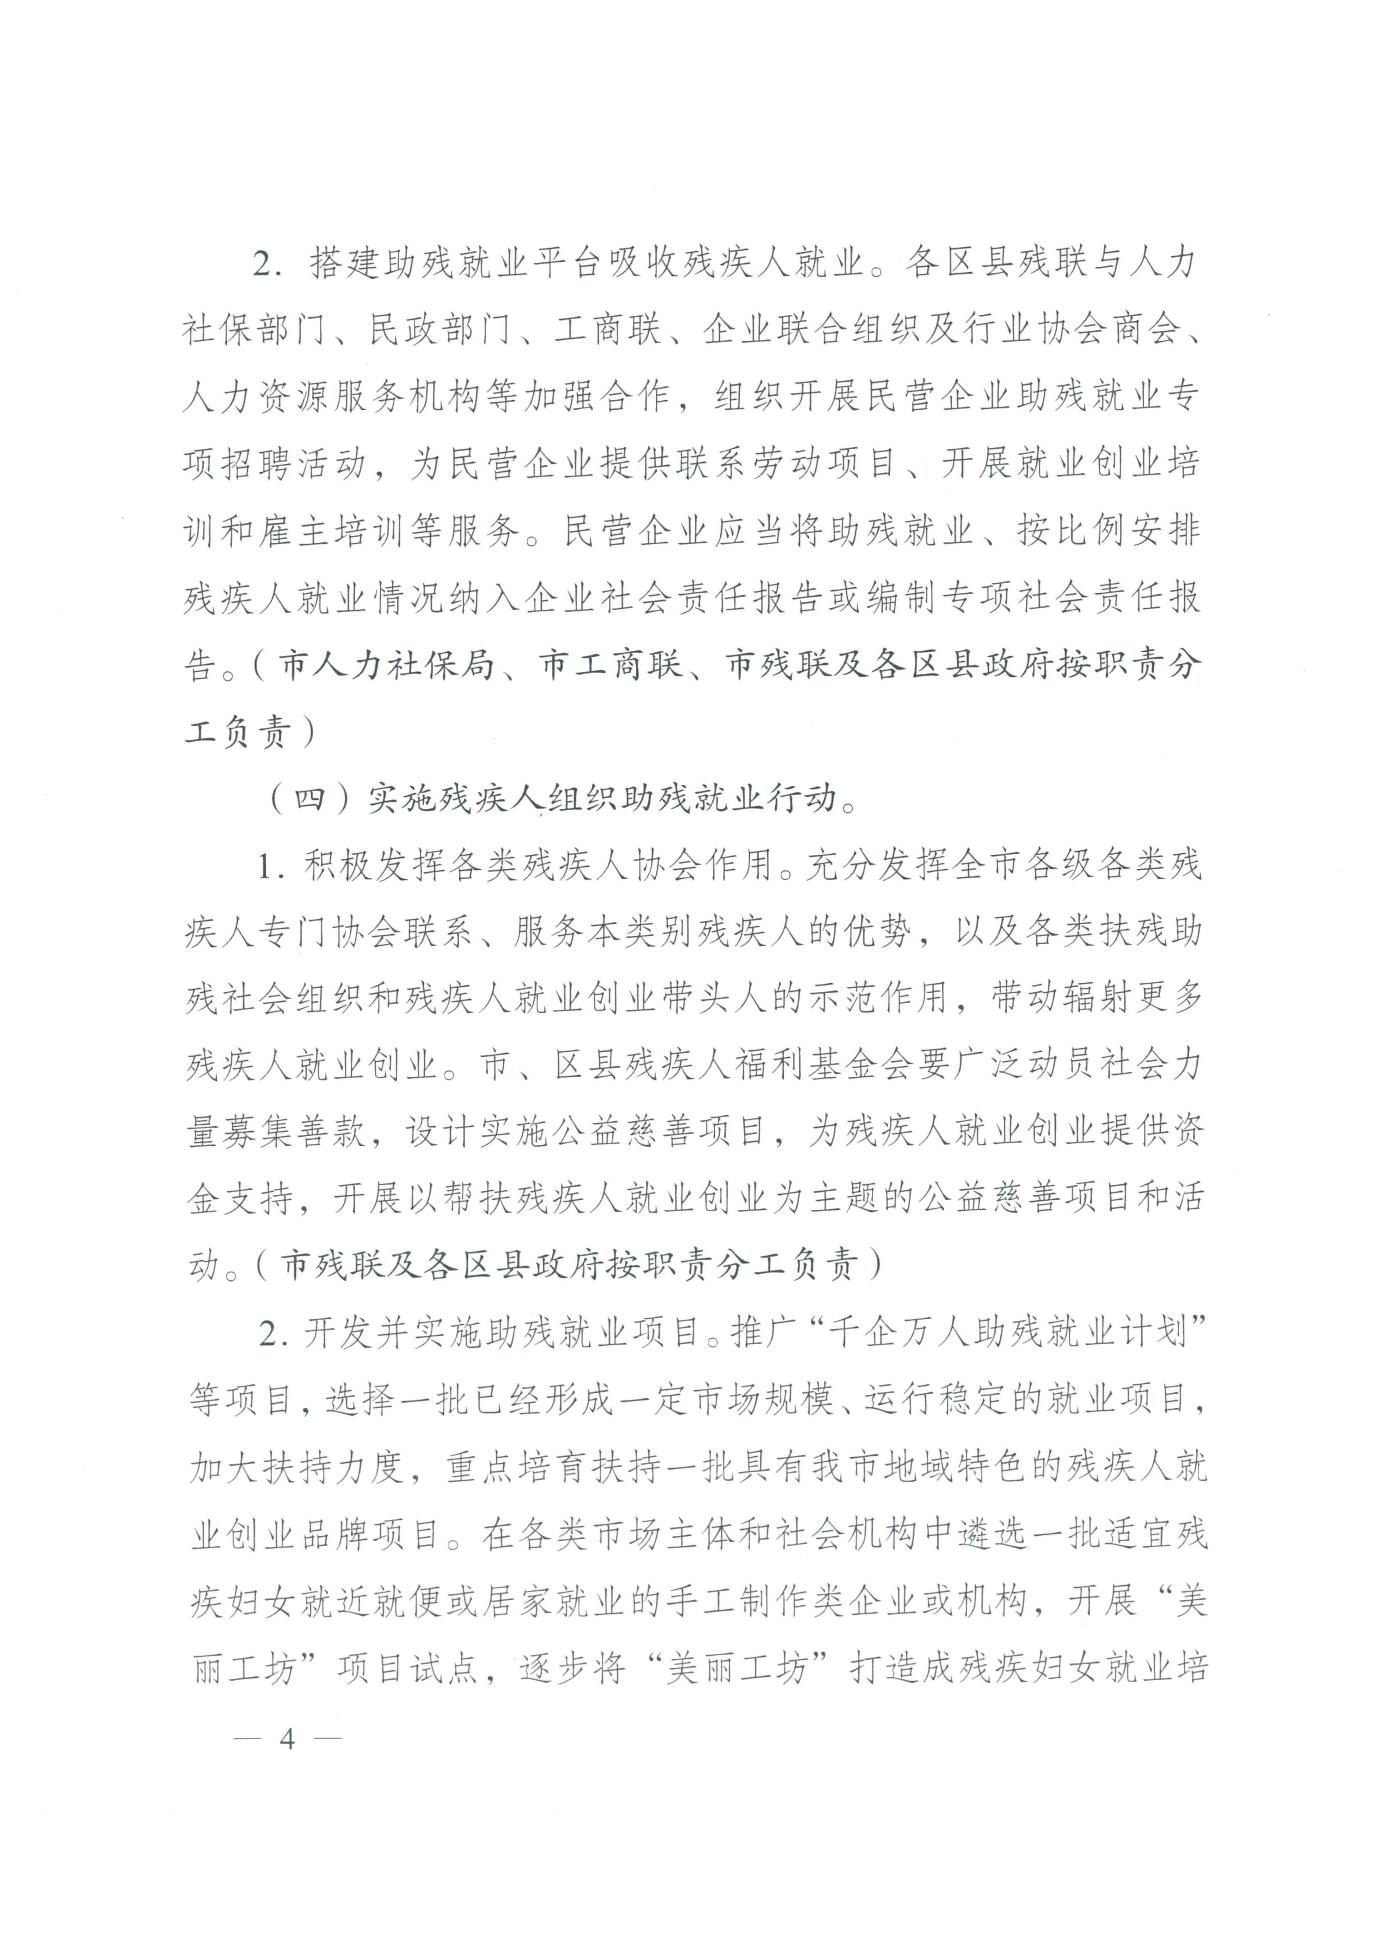 2. 搭建助残就业平台吸收残疾人就业。各区县残联与人力
社保部门、民政部门、工商联、企业联合组织及行业协会商会、
人力资源服务机构等加强合作，组织开展民营企业助残就业专
项招聘活动，为民营企业提供联系劳动项目、开展就业创业培
训和雇主培训等服务。民营企业应当将助残就业、按比例安排
残疾人就业情况纳入企业社会责任报告或编制专项社会责任报
告。（市人力社保局、市工商联、市残联及各区县政府按职责分
工负责）
（四）实施残疾人组织助残就业行动。
1. 积极发挥各类残疾人协会作用。充分发挥全市各级各类残
疾人专门协会联系、服务本类别残疾人的优势，以及各类扶残助
残社会组织和残疾人就业创业带头人的示范作用，带动辐射更多
残疾人就业创业。市、区县残疾人福利基金会要广泛动员社会力
量募集善款，设计实施公益慈善项目，为残疾人就业创业提供资
金支持，开展以帮扶残疾人就业创业为主题的公益慈善项目和活
动。（市残联及各区县政府按职责分工负责）
2. 开发并实施助残就业项目。推广“千企万人助残就业计划”
等项目，选择一批已经形成一定市场规模、运行稳定的就业项目，
加大扶持力度，重点培育扶持一批具有我市地域特色的残疾人就
业创业品牌项目。在各类市场主体和社会机构中遴选一批适宜残
疾妇女就近就便或居家就业的手工制作类企业或机构，开展“美
丽工坊”项目试点，逐步将“美丽工坊”打造成残疾妇女就业培
— 4 —